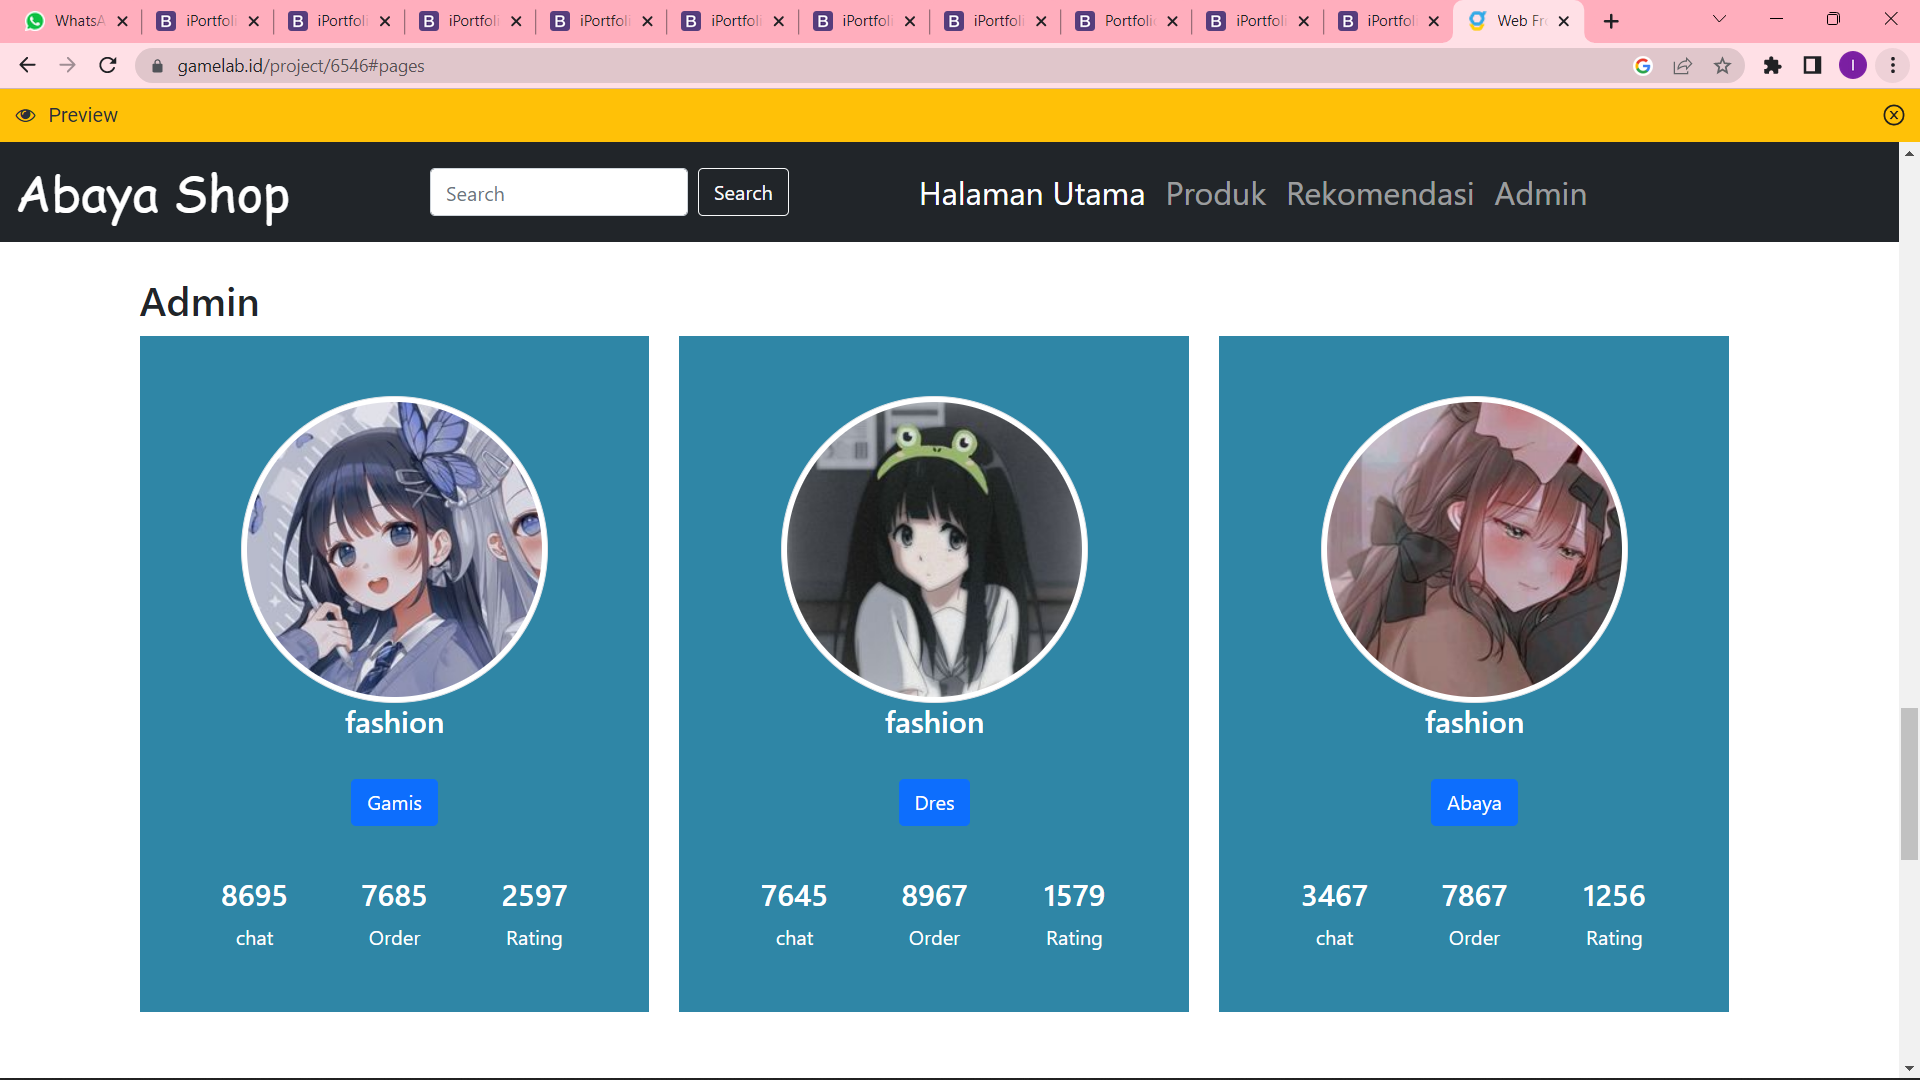 WhatsA
iPortfoli
iPortfoli
iPortfoli
iPortfoli
iPortfoli
iPortfoli
iPortfoli
Portfolio
iPortfoli
iPortfoli
Web Fro
gamelab.id/project/6546#pages
I
Preview
Abaya Shop
Search
Search
Halaman Utama
Produk
Rekomendasi
Admin
Admin
fashion
Gamis
8695 7685 2597
chat Order Rating
fashion
Dres
7645 8967 1579
chat Order Rating
fashion
Abaya
3467 7867 1256
chat Order Rating